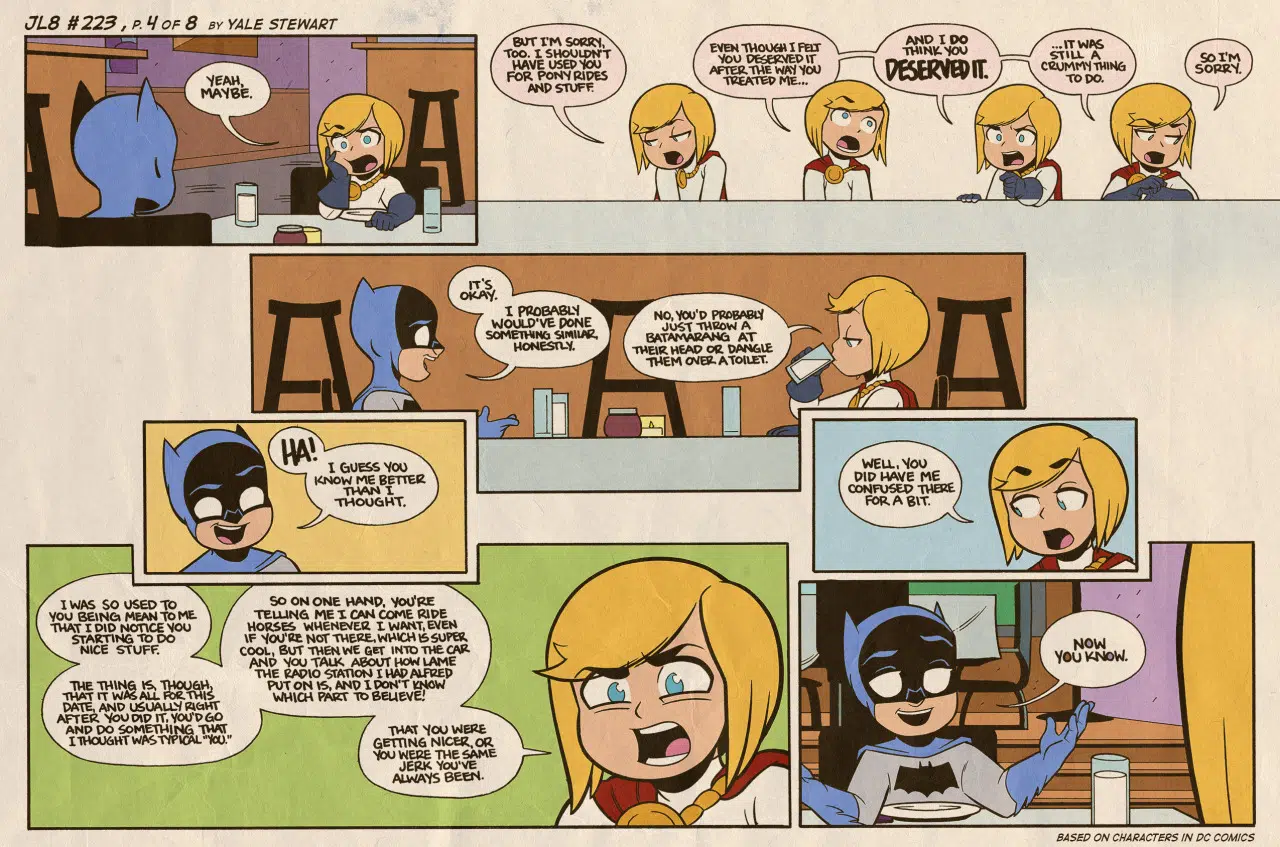 JL8 #223, P. 4 OF 8 BY YALE STEWART
YEAH,
MAYBE.
BUT I'M SORRY,
TOO. I SHOULDN'T
HAVE USED YOU
FOR PONY RIDES
AND STUFF.
EVEN THOUGH I FELT
YOU DESERVED IT
AFTER THE WAY YOU
TREATED ME...
AND I DO
THINK YOU
DESERVED IT.
...IT WAS
STILL A
CRUMMY THING
TO DO.
SO I'M
SORRY.
IT'S
OKAY.
I PROBABLY
WOULD'VE DONE
SOMETHING SIMILAR,
HONESTLY.
NO, YOU'D PROBABLY
JUST THROW A
BATAMARANG AT
THEIR HEAD OR DANGLE
THEM OVER A TOILET.
HA!
I GUESS YOU
KNOW ME BETTER
THAN I
THOUGHT.
WELL, YOU
DID HAVE ME
CONFUSED THERE
FOR A BIT.
I WAS SO USED TO
YOU BEING MEAN TO ME
THAT I DID NOTICE YOU
STARTING TO DO
NICE STUFF.
THE THING IS, THOUGH,
THAT IT WAS ALL FOR THIS
DATE, AND USUALLY RIGHT
AFTER YOU DID IT, YOU'D GO
AND DO SOMETHING THAT
I THOUGHT WAS TYPICAL "YOU."
SO ON ONE HAND, YOU'RE
TELLING ME I CAN COME RIDE
HORSES WHENEVER I WANT, EVEN
IF YOU'RE NOT THERE, WHICH IS SUPER
COOL, BUT THEN WE GET INTO THE CAR
AND YOU TALK ABOUT HOW LAME
THE RADIO STATION I HAD ALFRED
PUT ON IS, AND I DON'T KNOW
WHICH PART TO BELIEVE!
THAT YOU WERE
GETTING NICER, OR
YOU WERE THE SAME
JERK YOU'VE
ALWAYS BEEN.
NOW
YOU KNOW.
BASED ON CHARACTERS IN DC COMICS